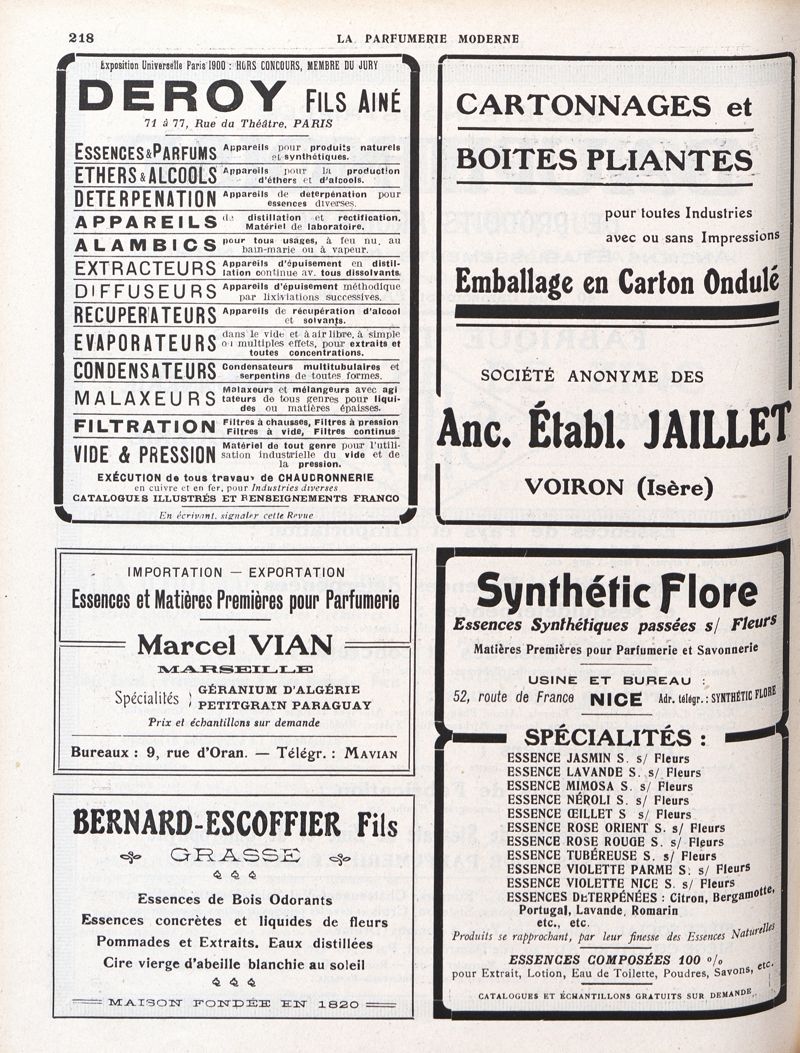 218
LA PARFUMERIE MODERNE
Exposition Universelle Paris 1900 : HORS CONCOURS, MEMBRE DU JURY
DEROY FILS AINÉ
71 à 77, Rue du Théâtre, PARIS
ESSENCES & PARFUMS Appareils pour produits naturels
et synthétiques.
ETHERS & ALCOOLS Appareils pour la production
d'éthers et d'alcools.
DETERPENATION Appareils de deterpénation pour
essences diverses.
APPAREILS de distillation et rectification.
Matériel de laboratoire.
ALAMBICS pour tous usages, à feu nu, au
bain-marie ou à vapeur.
EXTRACTEURS Appareils d'épuisement en distil-
lation continue av. tous dissolvants
DIFFUSEURS Appareils d'épuisement méthodique
par lixiviations successives.
RECUPERATEURS Appareils de récupération d'alcool
et solvants.
EVAPORATEURS dans le vide et à air libre, à simple
ou multiples effets, pour extraits et
toutes concentrations.
CONDENSATEURS Condensateurs multitubulaires et
serpentins de toutes formes.
MALAXEURS Malaxeurs et mélangeurs avec agi
tateurs de tous genres pour liqui-
des ou matières épaisses.
FILTRATION Filtres à chausses, Filtres à pression
Filtres à vide, Filtres continus
VIDE & PRESSION Matériel de tout genre pour l'utili-
sation industrielle du vide et de
la pression.
EXÉCUTION de tous travaux de CHAUDRONNERIE
en cuivre et en fer, pour Industries diverses
CATALOGUES ILLUSTRÉS ET RENSEIGNEMENTS FRANCO
En écrivant, signaler cette Revue
CARTONNAGES et
BOITES PLIANTES
pour toutes Industries
avec ou sans Impressions
Emballage en Carton Ondulé
SOCIÉTÉ ANONYME DES
Anc. Établ. JAILLET
VOIRON (Isère)
IMPORTATION — EXPORTATION
Essences et Matières Premières pour Parfumerie
Marcel VIAN
MARSEILLE
Spécialités GÉRANIUM D'ALGÉRIE
PETITGRAIN PARAGUAY
Prix et échantillons sur demande
Bureaux : 9, rue d'Oran. — Télégr. : MAVIAN
BERNARD-ESCOFFIER Fils
GRASSE
Essences de Bois Odorants
Essences concrètes et liquides de fleurs
Pommades et Extraits. Eaux distillées
Cire vierge d'abeille blanchie au soleil
MAISON FONDÉE EN 1820
Synthétic Flore
Essences Synthétiques passées s/ Fleurs
Matières Premières pour Parfumerie et Savonnerie
USINE ET BUREAU :
52, route de France NICE Adr. télégr. : SYNTHÉTIC FLORE
SPÉCIALITÉS :
ESSENCE JASMIN S. s/ Fleurs
ESSENCE LAVANDE S. s/ Fleurs
ESSENCE MIMOSA S. s/ Fleurs
ESSENCE NÉROLI S. s/ Fleurs
ESSENCE ŒILLET S s/ Fleurs
ESSENCE ROSE ORIENT S. s/ Fleurs
ESSENCE ROSE ROUGE S. s/ Fleurs
ESSENCE TUBÉREUSE S. s/ Fleurs
ESSENCE VIOLETTE PARME S. s/ Fleurs
ESSENCE VIOLETTE NICE S. s/ Fleurs
ESSENCES DÉTERPÉNÉES : Citron, Bergamotte,
Portugal, Lavande, Romarin
etc., etc.
Produits se rapprochant, par leur finesse des Essences Naturelles
ESSENCES COMPOSÉES 100 %
pour Extrait, Lotion, Eau de Toilette, Poudres, Savons, etc.
CATALOGUES ET ÉCHANTILLONS GRATUITS SUR DEMANDE